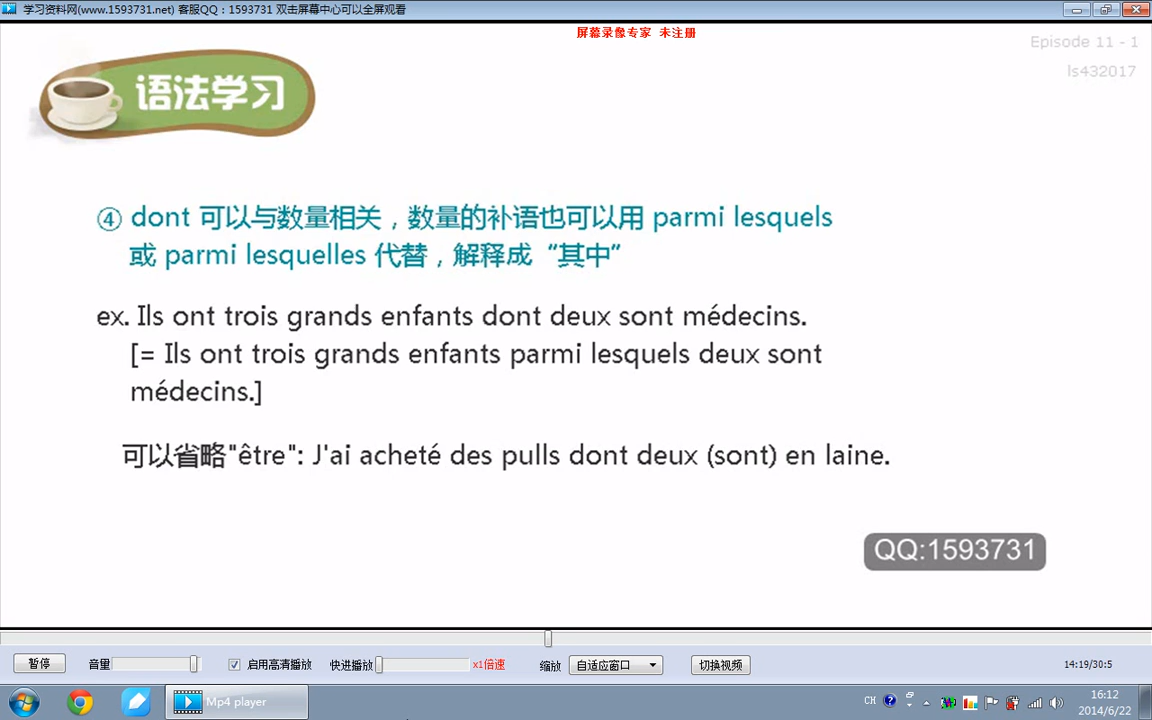 学习资料网(www.1593731.net) 客服QQ：1593731 双击屏幕中心可以全屏观看
屏幕录像专家 未注册
Episode 11 - 1
ls432017
语法学习
④ dont 可以与数量相关，数量的补语也可以用 parmi lesquels
或 parmi lesquelles 代替，解释成“其中”
ex. Ils ont trois grands enfants dont deux sont médecins.
[= Ils ont trois grands enfants parmi lesquels deux sont
médecins.]
可以省略"être": J'ai acheté des pulls dont deux (sont) en laine.
QQ:1593731
暂停 音量 启用高清播放 快进播放 x1倍速 缩放 自适应窗口 切换视频 14:19/30:5
Mp4 player CH 16:12
2014/6/22